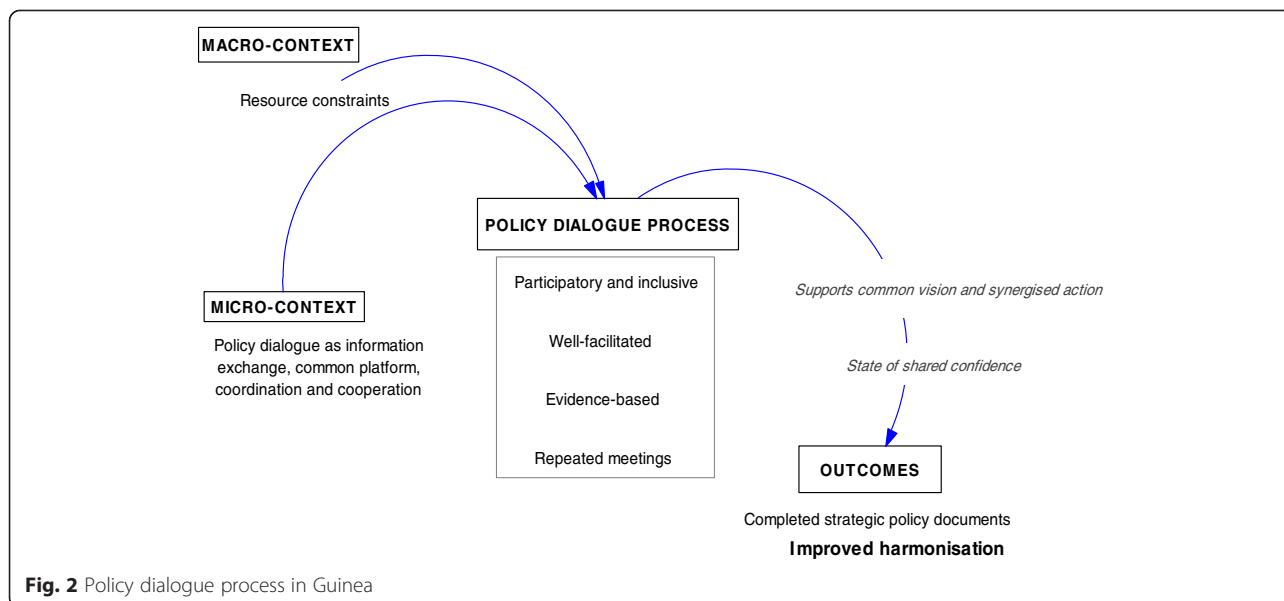 MACRO-CONTEXT
Resource constraints
MICRO-CONTEXT
Policy dialogue as information
exchange, common platform,
coordination and cooperation
POLICY DIALOGUE PROCESS
Participatory and inclusive
Well-facilitated
Evidence-based
Repeated meetings
Supports common vision and synergised action
State of shared confidence
OUTCOMES
Completed strategic policy documents
Improved harmonisation
Fig. 2 Policy dialogue process in Guinea